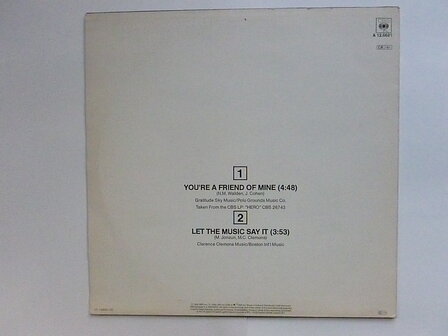 CBS
A 12.6681
1
YOU'RE A FRIEND OF MINE (4:48)
(N.M. Walden, J. Cohen)
Gratitude Sky Music/Polo Grounds Music Co.
Taken From the CBS LP: "HERO" CBS 26743
2
LET THE MUSIC SAY IT (3:53)
(M. Jonson, M.C. Clemons)
Clarence Clemons Music/Boston Int'l Music